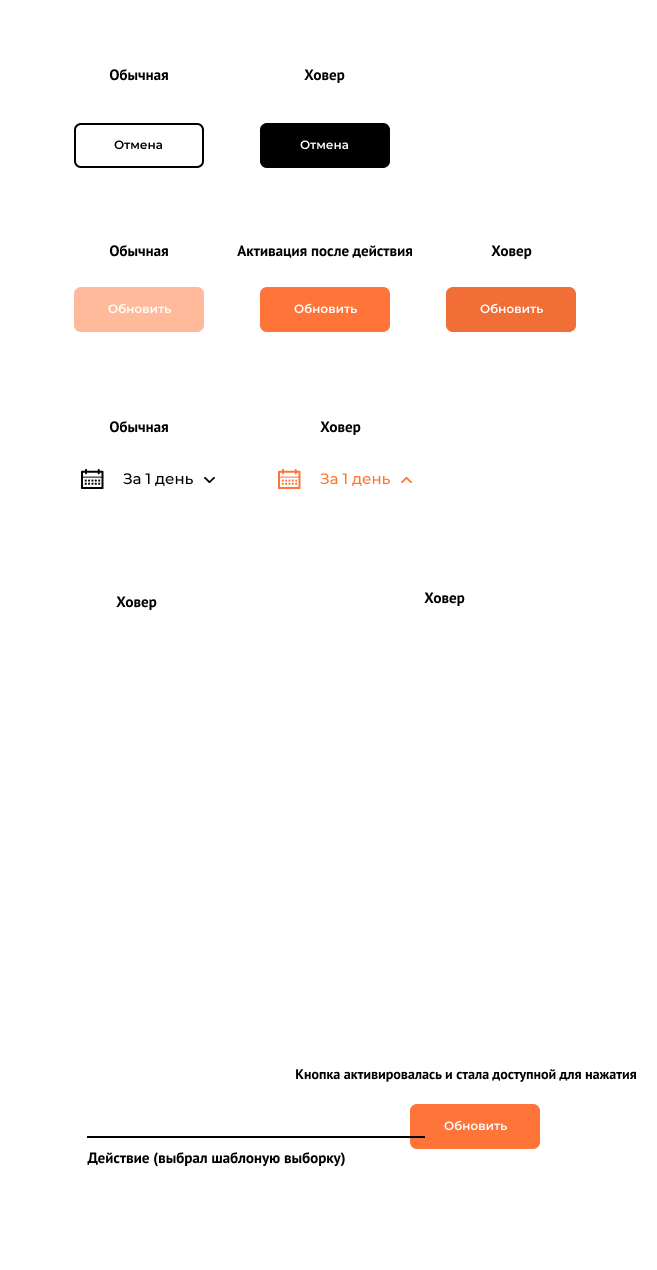 Обычная
Ховер
Отмена
Отмена
Обычная
Активация после действия
Ховер
Обновить
Обновить
Обновить
Обычная
Ховер
За 1 день
За 1 день
Ховер
Ховер
Кнопка активировалась и стала доступной для нажатия
Обновить
Действие (выбрал шаблоную выборку)